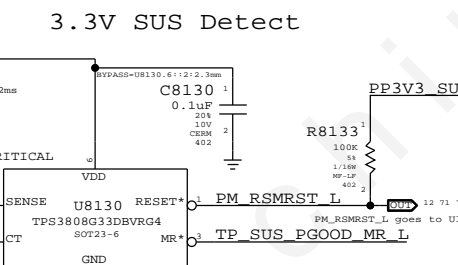 3.3V SUS Detect
BYPASS=U8130.6::2:2.3mm
2ms
C8130
1
0.1uF
20%
10V
CERM
402
2
PP3V3_SU
R8133
1
100K
5%
1/16W
MF-LF
402
2
RITICAL
6
VDD
SENSE
U8130
RESET*
1
PM_RSMRST_L
OUT
12 71
TPS3808G33DBVRG4
PM_RSMRST_L goes to U1
CT
SOT23-6
MR*
3
TP_SUS_PGOOD_MR_L
GND